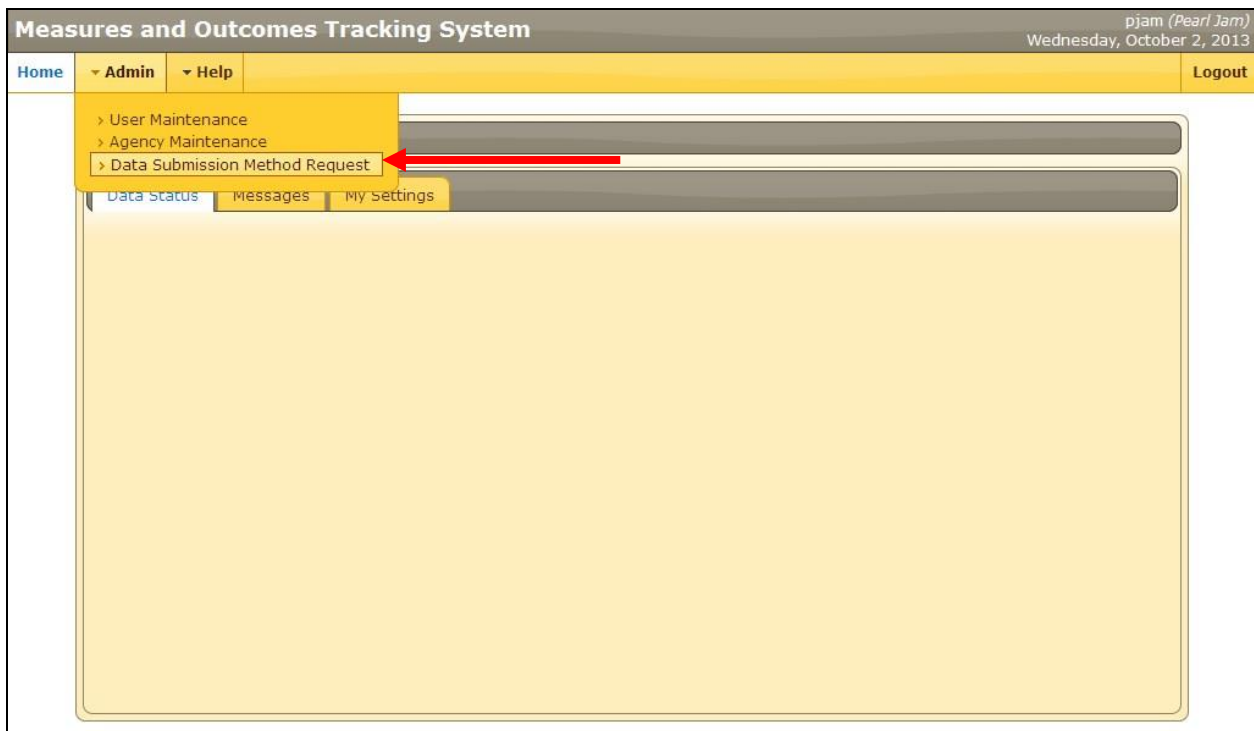 Measures and Outcomes Tracking System
pjam (Pearl Jam)
Wednesday, October 2, 2013
Home
Admin
Help
Logout
User Maintenance
Agency Maintenance
Data Submission Method Request
Data Status
Messages
My Settings